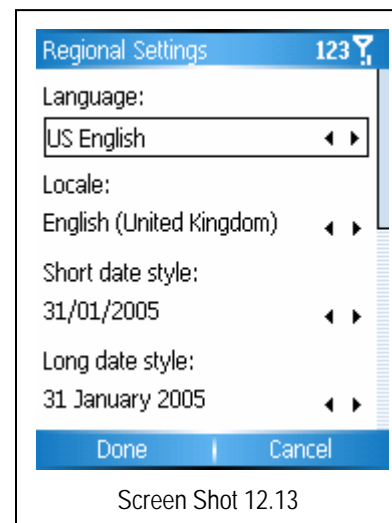 Regional Settings 123
Language:
US English
Locale:
English (United Kingdom)
Short date style:
31/01/2005
Long date style:
31 January 2005
Done Cancel
Screen Shot 12.13